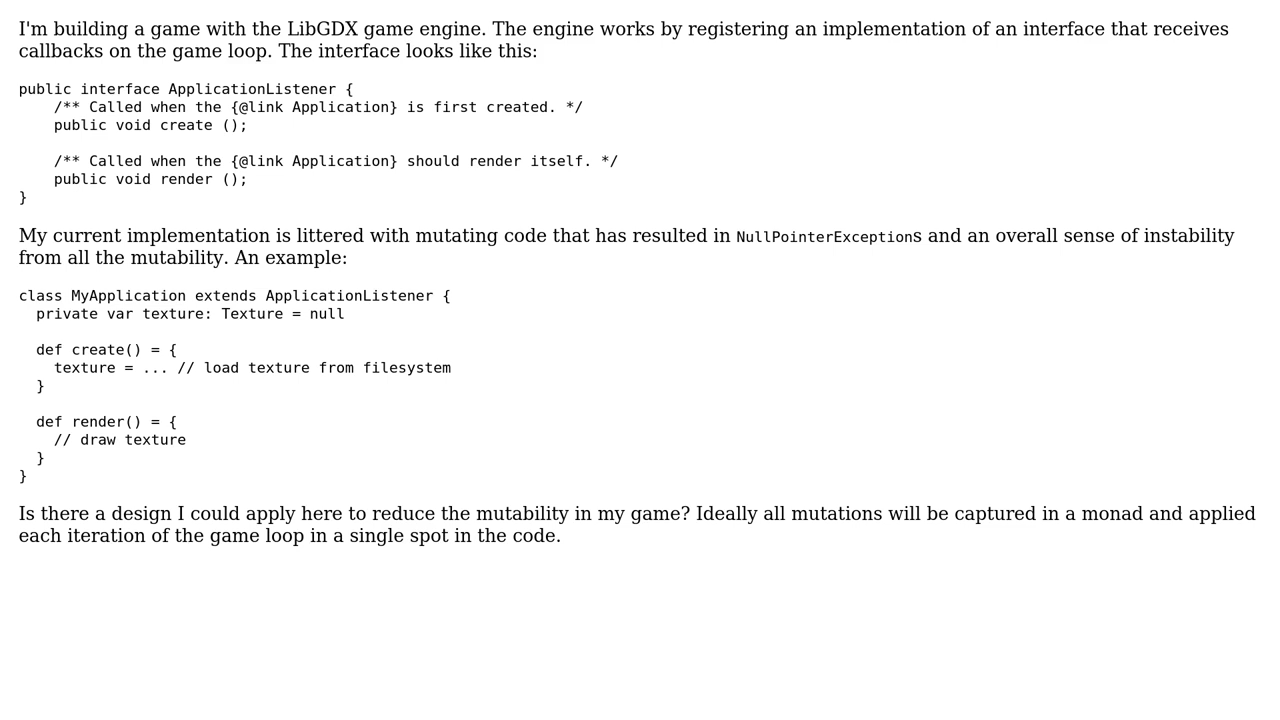 I'm building a game with the LibGDX game engine. The engine works by registering an implementation of an interface that receives
callbacks on the game loop. The interface looks like this:
public interface ApplicationListener {
    /** Called when the {@link Application} is first created. */
    public void create ();

    /** Called when the {@link Application} should render itself. */
    public void render ();
}
My current implementation is littered with mutating code that has resulted in NullPointerExceptions and an overall sense of instability
from all the mutability. An example:
class MyApplication extends ApplicationListener {
  private var texture: Texture = null

  def create() = {
    texture = ... // load texture from filesystem
  }

  def render() = {
    // draw texture
  }
}
Is there a design I could apply here to reduce the mutability in my game? Ideally all mutations will be captured in a monad and applied
each iteration of the game loop in a single spot in the code.